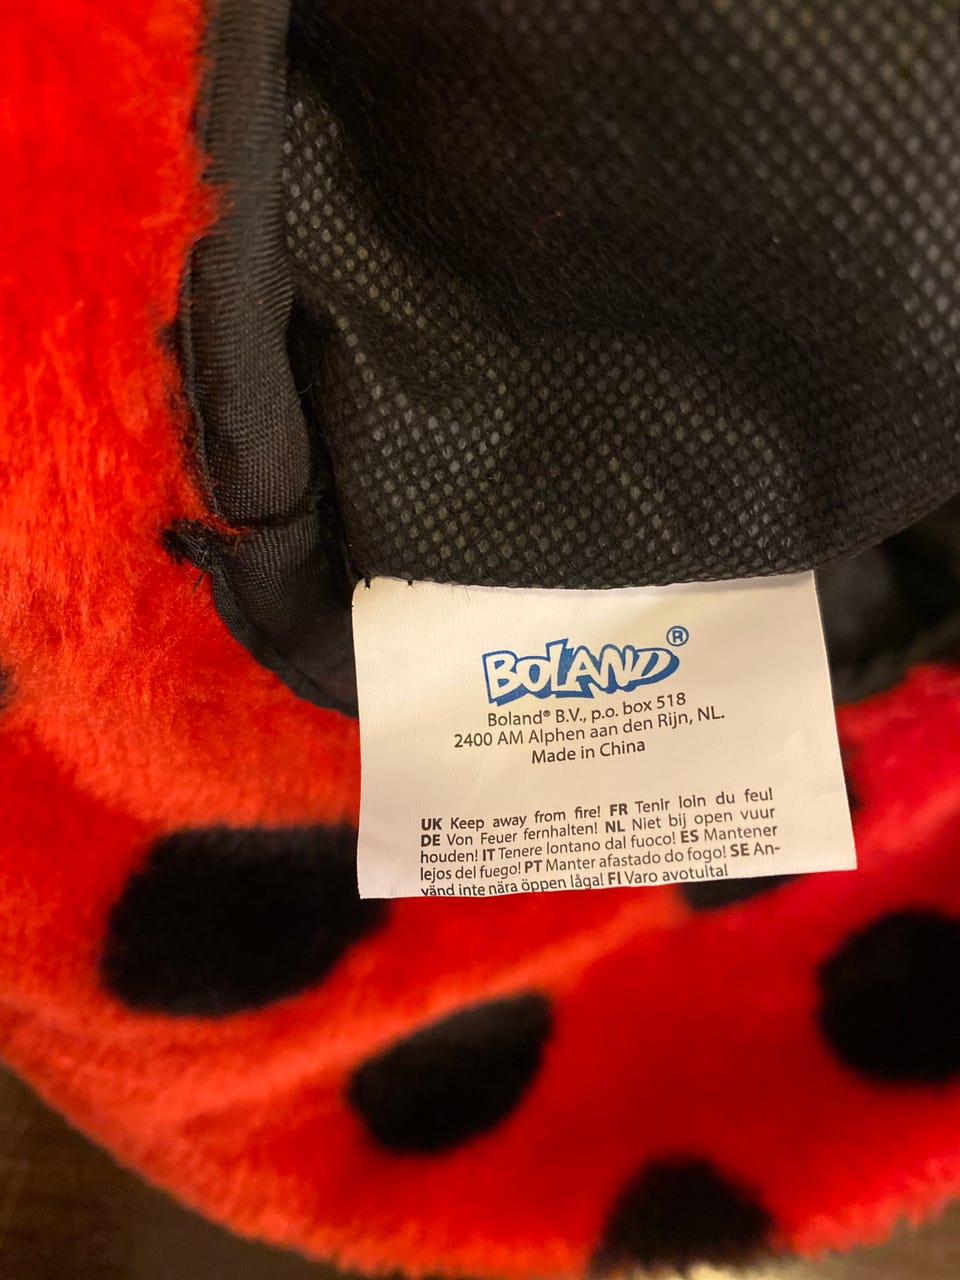 BOLAND®
Boland® B.V., p.o. box 518
2400 AM Alphen aan den Rijn, NL.
Made in China
UK Keep away from fire! FR Tenir loin du feu!
DE Von Feuer fernhalten! NL Niet bij open vuur
houden! IT Tenere lontano dal fuoco! ES Mantener
lejos del fuego! PT Manter afastado do fogo! SE An-
vänd inte nära öppen låga! FI Varo avotulta!